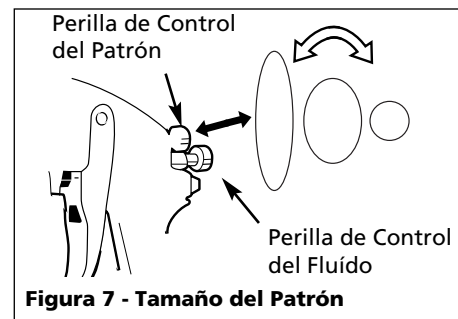 Perilla de Control
del Patrón
Perilla de Control
del Fluído
Figura 7 - Tamaño del Patrón